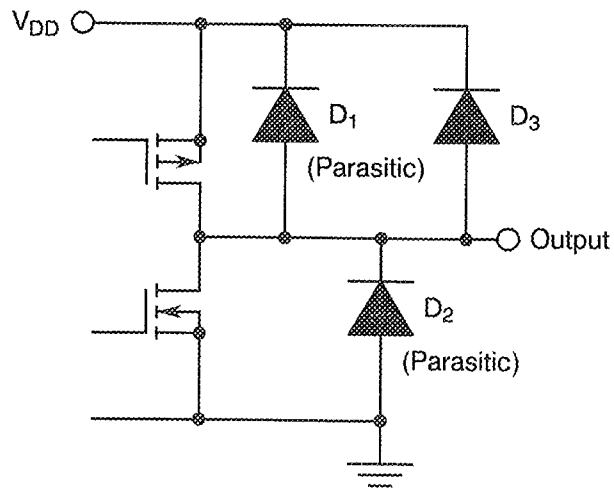 VDD
D1
(Parasitic)
D3
Output
D2
(Parasitic)